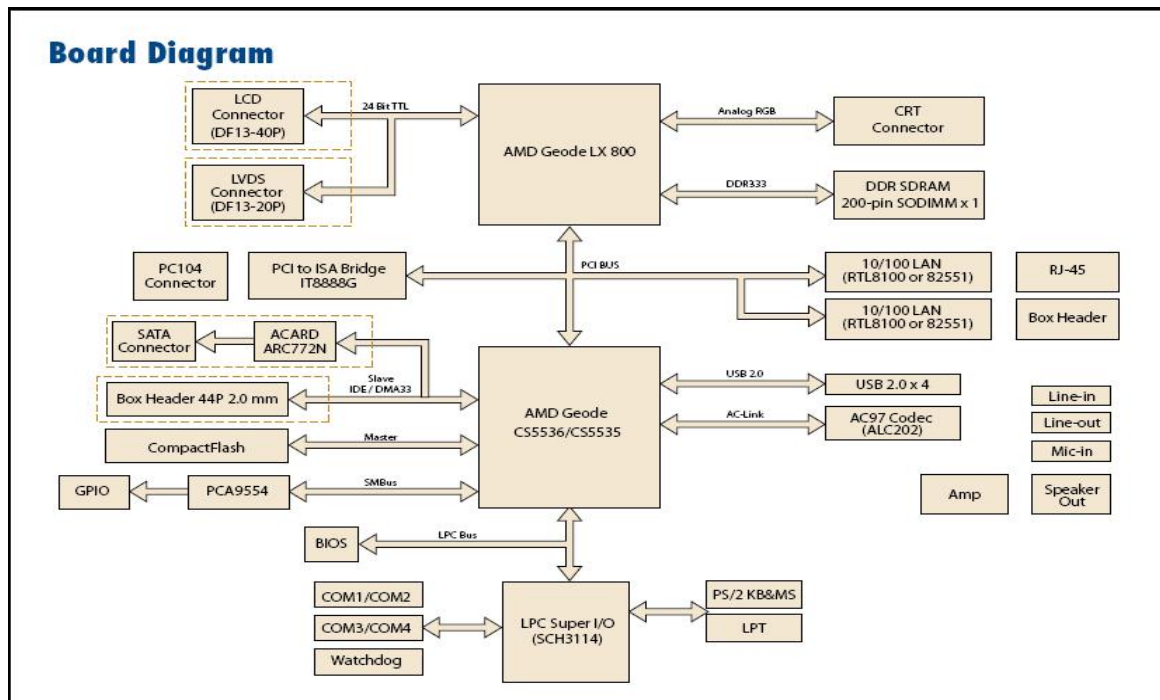 Board Diagram
LCD
Connector
(DF13-40P)
24 Bit TTL
AMD Geode LX 800
Analog RGB
CRT
Connector
LVDS
Connector
(DF13-20P)
DDR333
DDR SDRAM
200-pin SODIMM x 1
PC104
Connector
PCI to ISA Bridge
IT8888G
PCI BUS
10/100 LAN
(RTL8100 or 82551)
RJ-45
10/100 LAN
(RTL8100 or 82551)
Box Header
SATA
Connector
ACARD
ARC772N
Slave
IDE / DMA33
Box Header 44P 2.0 mm
AMD Geode
CS5536/CS5535
USB 2.0
USB 2.0 x 4
AC-Link
AC97 Codec
(ALC202)
Line-in
Line-out
Mic-in
CompactFlash
Master
GPIO
PCA9554
SMBus
Amp
Speaker
Out
BIOS
LPC Bus
COM1/COM2
COM3/COM4
Watchdog
LPC Super I/O
(SCH3114)
PS/2 KB&MS
LPT